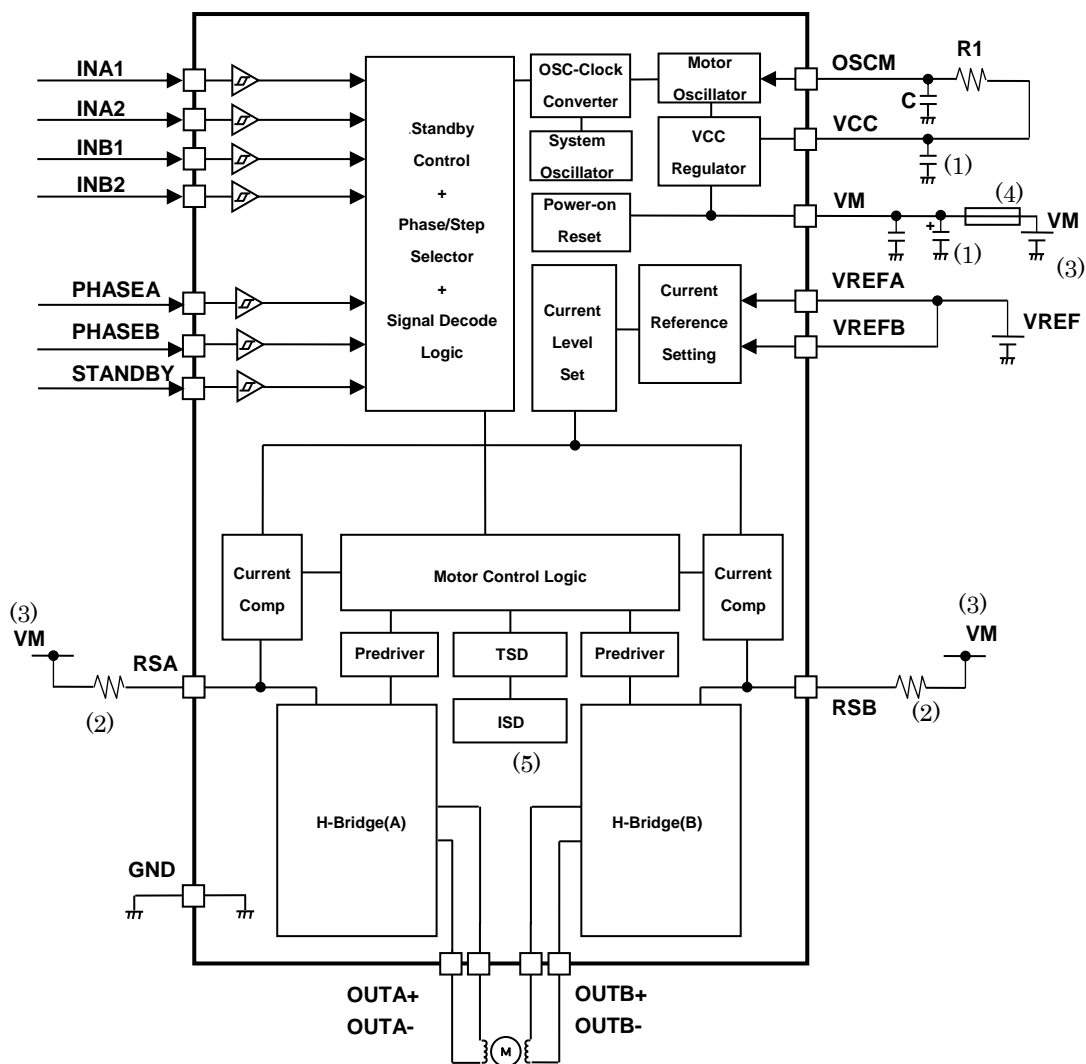 INA1
INA2
INB1
INB2
PHASEA
PHASEB
STANDBY
.Standby
Control
+
Phase/Step
Selector
+
Signal Decode
Logic
OSC-Clock
Converter
System
Oscillator
Motor
Oscillator
VCC
Regulator
Power-on
Reset
Current
Level
Set
Current
Reference
Setting
OSCM
R1
C
VCC
(1)
VM
(4)
VM
+
(1)
(3)
VREFA
VREFB
VREF
Current
Comp
Motor Control Logic
Current
Comp
Predriver
TSD
Predriver
ISD
(5)
(3)
VM
RSA
(2)
(3)
VM
RSB
(2)
H-Bridge(A)
H-Bridge(B)
GND
OUTA+
OUTA-
OUTB+
OUTB-
M